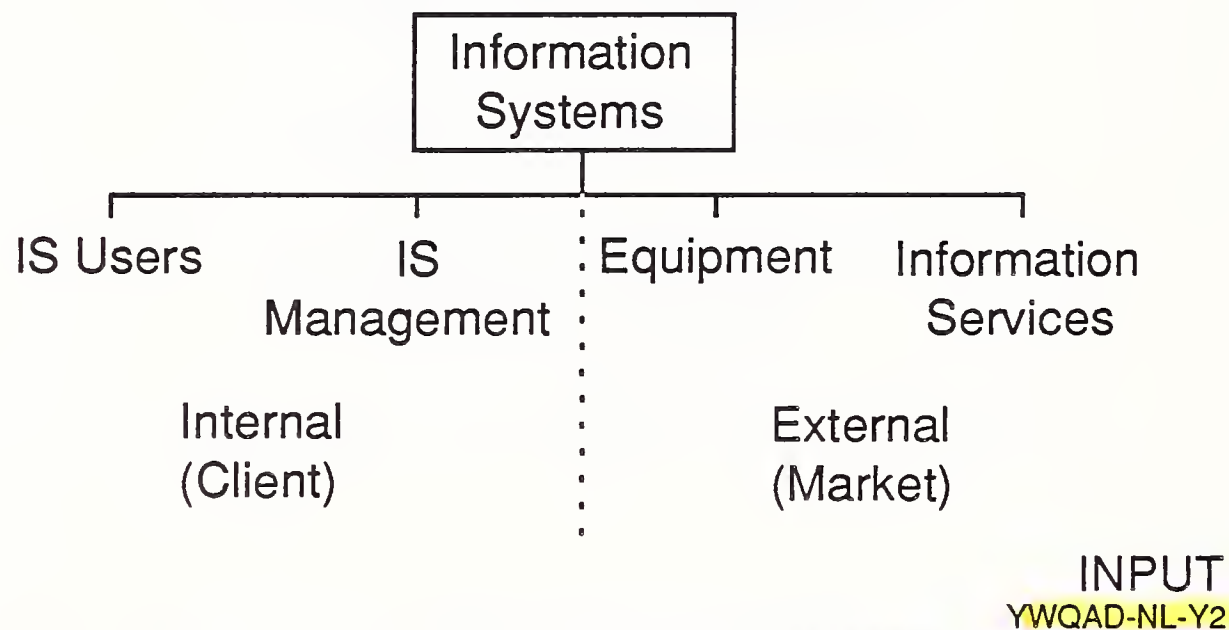 Information
Systems
IS Users
IS
Management
Equipment
Information
Services
Internal
(Client)
External
(Market)
INPUT
YWQAD-NL-Y2